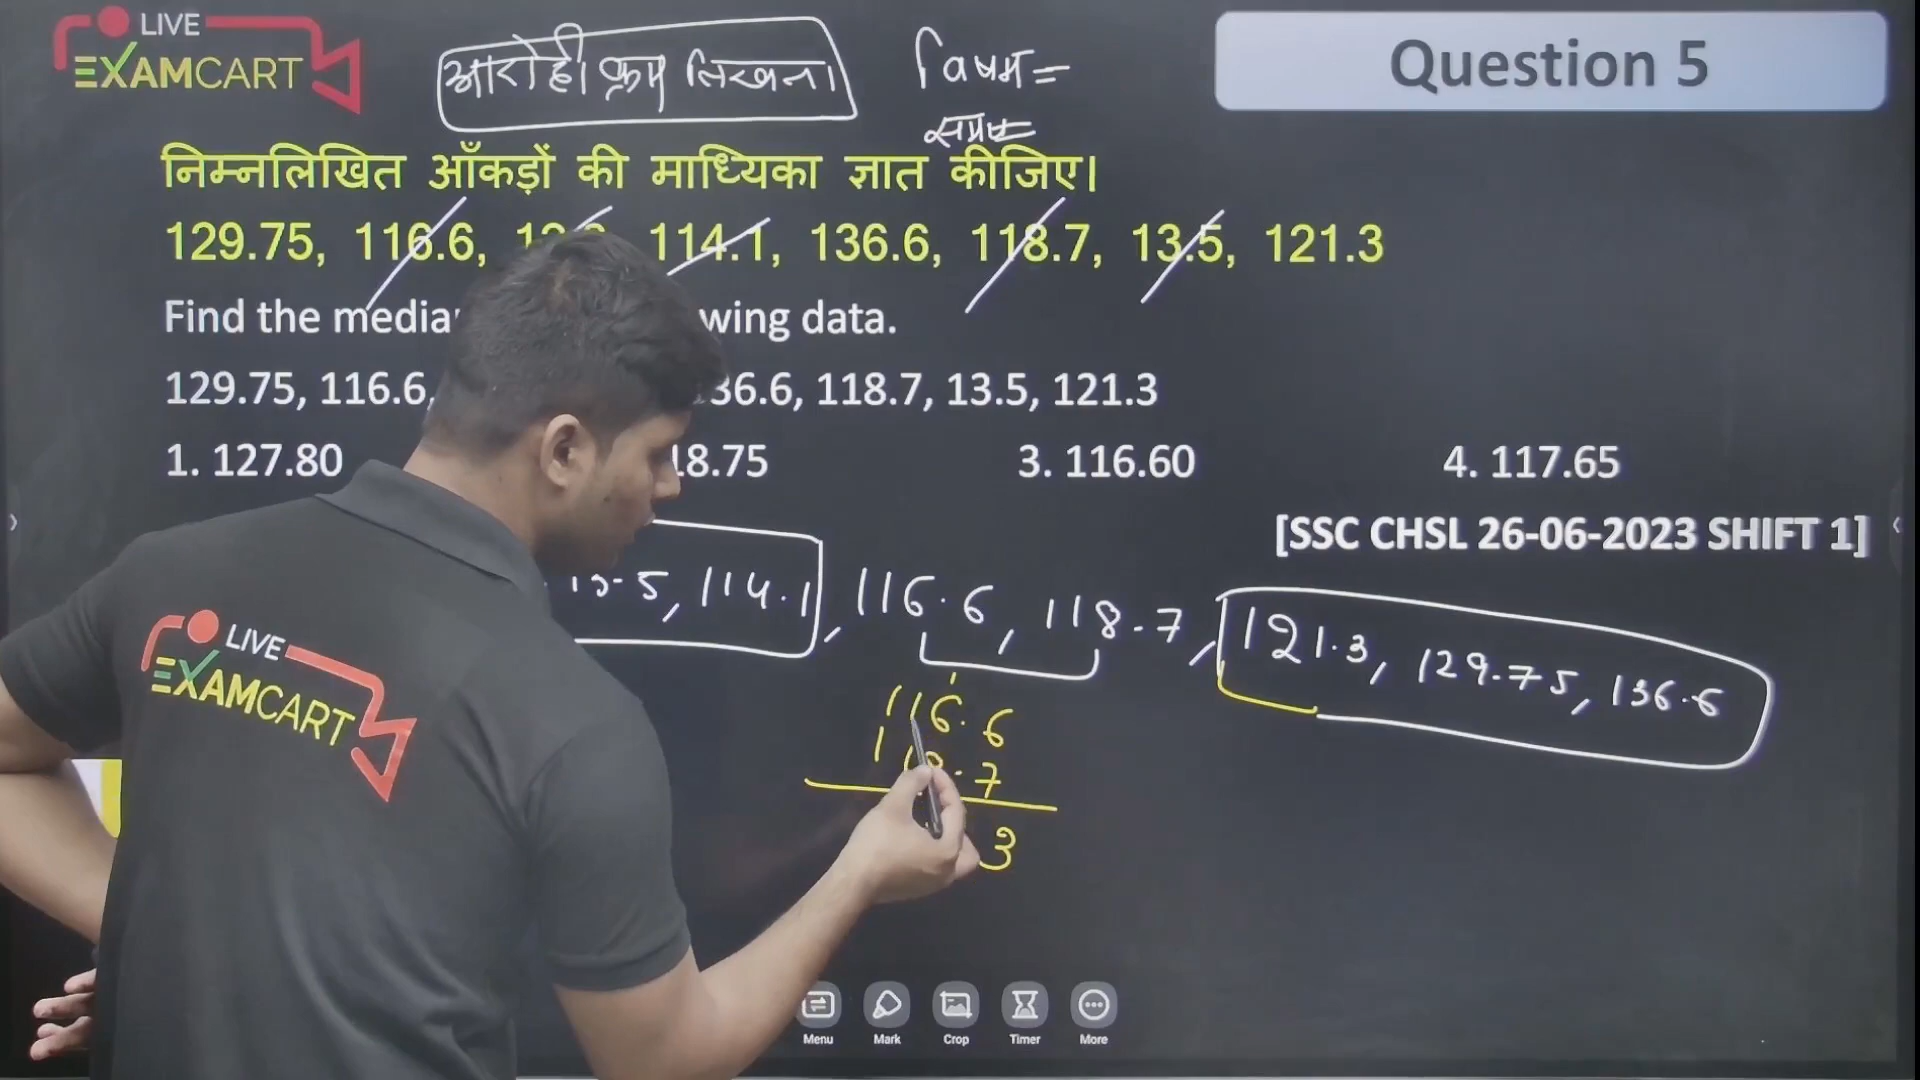 LIVE
EXAMCART
आरोही क्रम लिखना।
विषम =
सम =
Question 5
निम्नलिखित आँकड़ों की माध्यिका ज्ञात कीजिए।
129.75, 116.6, 114.1, 136.6, 118.7, 13.5, 121.3
Find the wing data.
129.75, 116.6, 36.6, 118.7, 13.5, 121.3
1. 127.80 18.75 3. 116.60 4. 117.65
[SSC CHSL 26-06-2023 SHIFT 1]
114.1, 116.6, 118.7, 121.3, 129.75, 136.6
116.6
.7
3
LIVE
EXAMCART
Menu Mark Crop Timer More